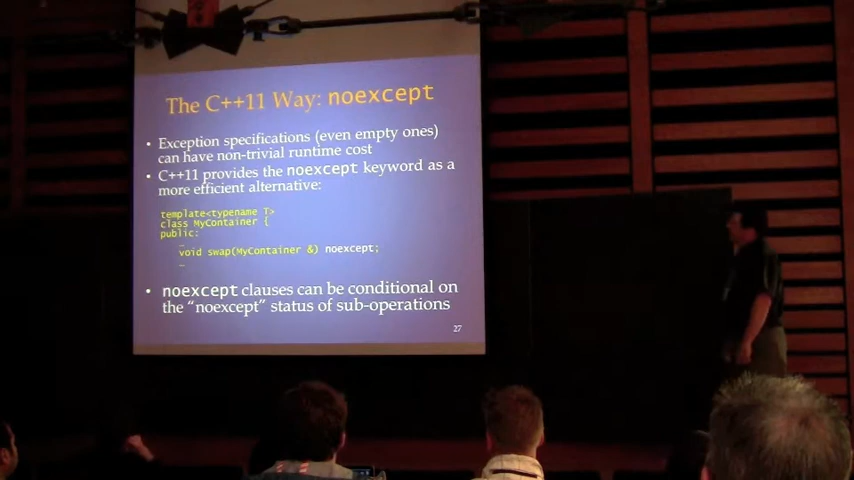 The C++11 Way: noexcept
• Exception specifications (even empty ones)
can have non-trivial runtime cost
• C++11 provides the noexcept keyword as a
more efficient alternative:
template<typename T>
class MyContainer {
public:
…
void swap(MyContainer &) noexcept;
…
• noexcept clauses can be conditional on
the “noexcept” status of sub-operations
27